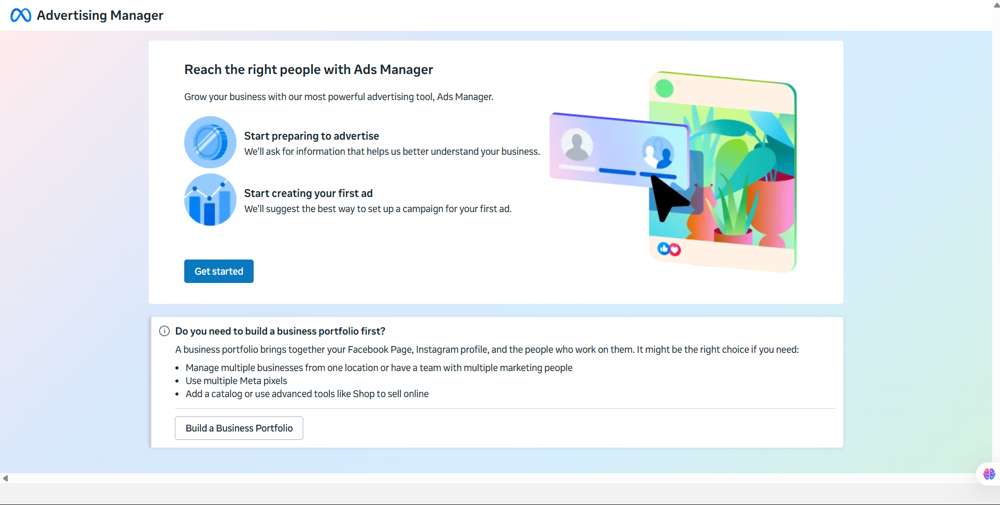 Advertising Manager
Reach the right people with Ads Manager
Grow your business with our most powerful advertising tool, Ads Manager.
Start preparing to advertise
We'll ask for information that helps us better understand your business.
Start creating your first ad
We'll suggest the best way to set up a campaign for your first ad.
Get started
Do you need to build a business portfolio first?
A business portfolio brings together your Facebook Page, Instagram profile, and the people who work on them. It might be the right choice if you need:
• Manage multiple businesses from one location or have a team with multiple marketing people
• Use multiple Meta pixels
• Add a catalog or use advanced tools like Shop to sell online
Build a Business Portfolio